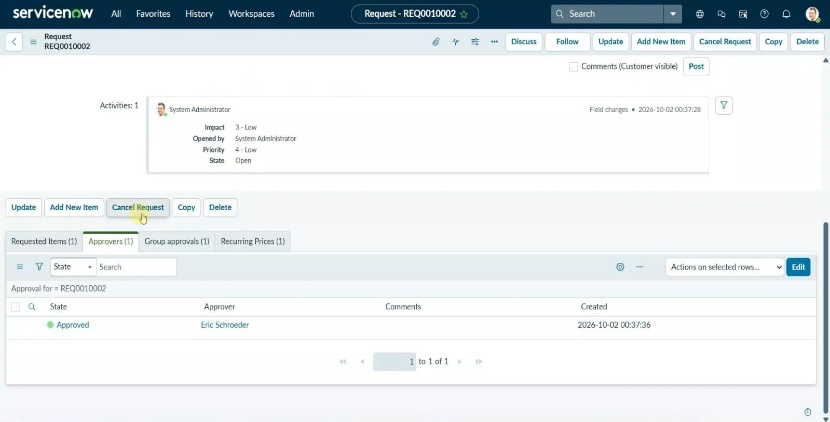 servicenow All Favorites History Workspaces Admin Request - REQ0010002 Search
Request
REQ0010002
Discuss Follow Update Add New Item Cancel Request Copy Delete
Comments (Customer visible) Post
Activities: 1
System Administrator Field changes • 2026-10-02 00:37:28
Impact 3 - Low
Opened by System Administrator
Priority 4 - Low
State Open
Update Add New Item Cancel Request Copy Delete
Requested Items (1) Approvers (1) Group approvals (1) Recurring Prices (1)
State Search Actions on selected rows... Edit
Approval for = REQ0010002
State Approver Comments Created
Approved Eric Schroeder 2026-10-02 00:37:36
1 to 1 of 1